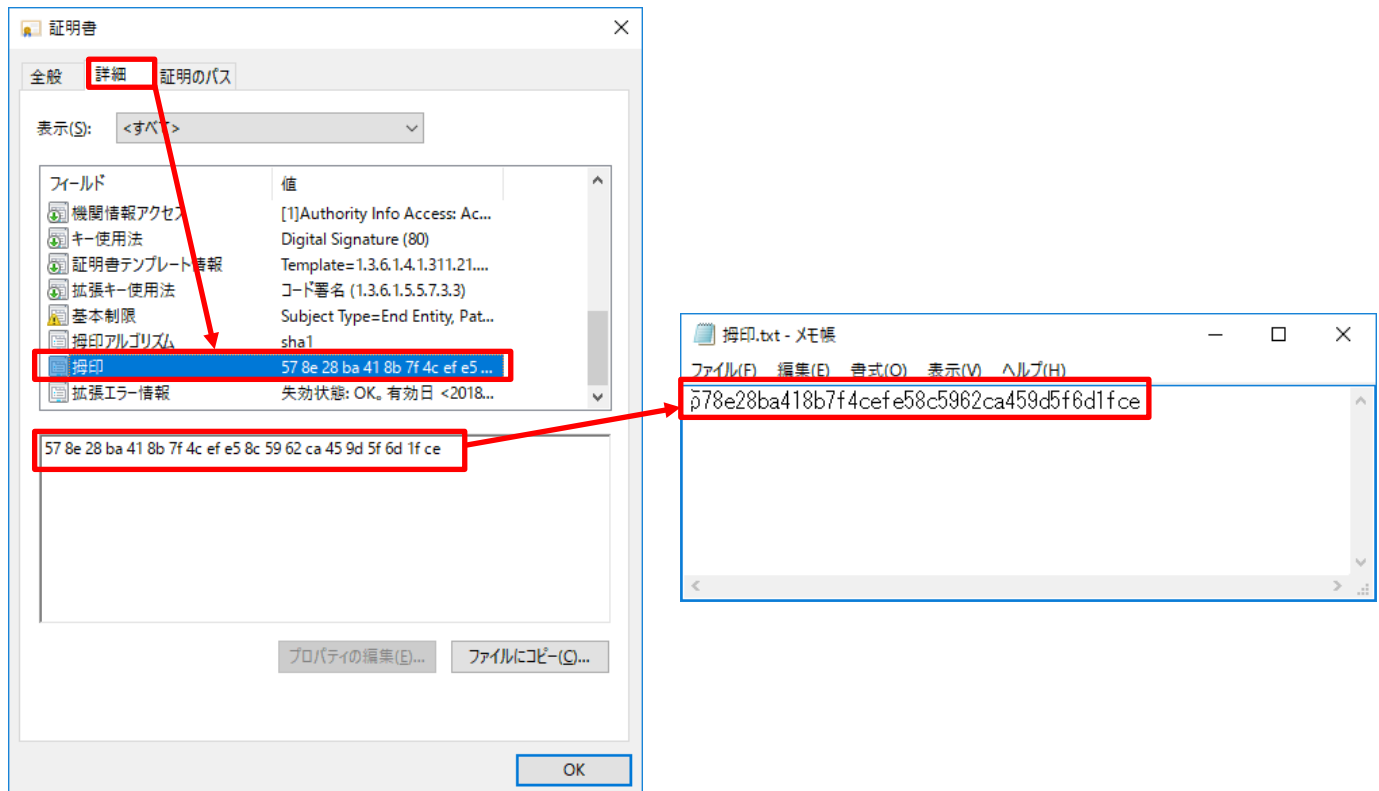 証明書
全般 詳細 証明のパス
表示(S): <すべて>
フィールド 値
機関情報アクセス [1]Authority Info Access: Ac...
キー使用法 Digital Signature (80)
証明書テンプレート情報 Template=1.3.6.1.4.1.311.21....
拡張キー使用法 コード署名 (1.3.6.1.5.5.7.3.3)
基本制限 Subject Type=End Entity, Pat...
拇印アルゴリズム sha1
拇印 57 8e 28 ba 41 8b 7f 4c ef e5 ...
拡張エラー情報 失効状態: OK。有効日 <2018...
57 8e 28 ba 41 8b 7f 4c ef e5 8c 59 62 ca 45 9d 5f 6d 1f ce
プロパティの編集(E)... ファイルにコピー(C)...
OK
拇印.txt - メモ帳
ファイル(F) 編集(E) 書式(O) 表示(V) ヘルプ(H)
578e28ba418b7f4cefe58c5962ca459d5f6d1fce